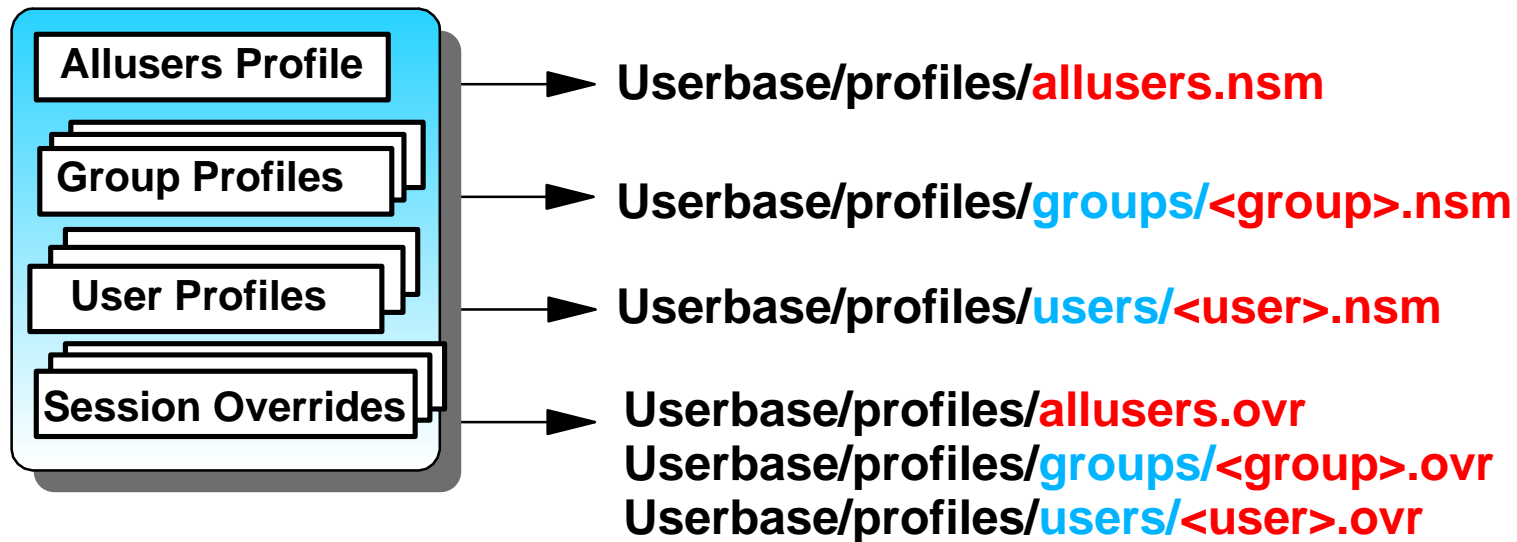 Allusers Profile
Userbase/profiles/allusers.nsm
Group Profiles
Userbase/profiles/groups/<group>.nsm
User Profiles
Userbase/profiles/users/<user>.nsm
Session Overrides
Userbase/profiles/allusers.ovr
Userbase/profiles/groups/<group>.ovr
Userbase/profiles/users/<user>.ovr